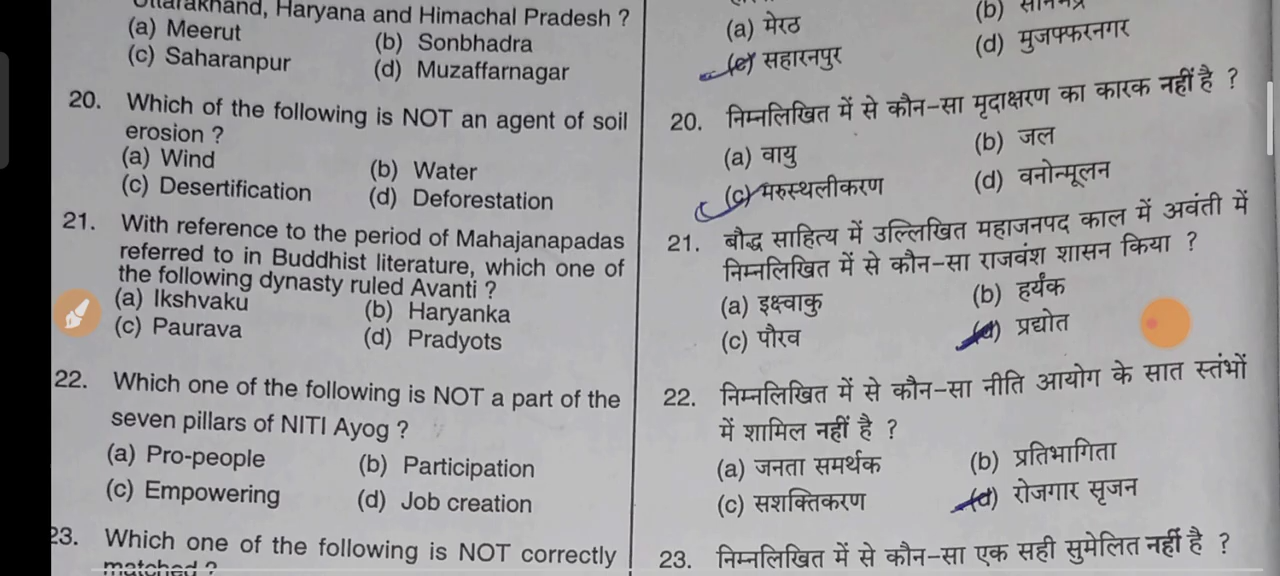 Uttarakhand, Haryana and Himachal Pradesh ?
(a) Meerut
(b) Sonbhadra
(c) Saharanpur
(d) Muzaffarnagar
20. Which of the following is NOT an agent of soil
erosion ?
(a) Wind
(b) Water
(c) Desertification
(d) Deforestation
21. With reference to the period of Mahajanapadas
referred to in Buddhist literature, which one of
the following dynasty ruled Avanti ?
(a) Ikshvaku
(b) Haryanka
(c) Paurava
(d) Pradyots
22. Which one of the following is NOT a part of the
seven pillars of NITI Ayog ?
(a) Pro-people
(b) Participation
(c) Empowering
(d) Job creation
23. Which one of the following is NOT correctly
matched ?
(b)
(a) मेरठ
(c) सहारनपुर
(d) मुजफ्फरनगर
20. निम्नलिखित में से कौन-सा मृदाक्षरण का कारक नहीं है ?
(a) वायु
(b) जल
(c) मरुस्थलीकरण
(d) वनोन्मूलन
21. बौद्ध साहित्य में उल्लिखित महाजनपद काल में अवंती में
निम्नलिखित में से कौन-सा राजवंश शासन किया ?
(a) इक्ष्वाकु
(b) हर्यंक
(c) पौरव
(d) प्रद्योत
22. निम्नलिखित में से कौन-सा नीति आयोग के सात स्तंभों
में शामिल नहीं है ?
(a) जनता समर्थक
(b) प्रतिभागिता
(c) सशक्तिकरण
(d) रोजगार सृजन
23. निम्नलिखित में से कौन-सा एक सही सुमेलित नहीं है ?